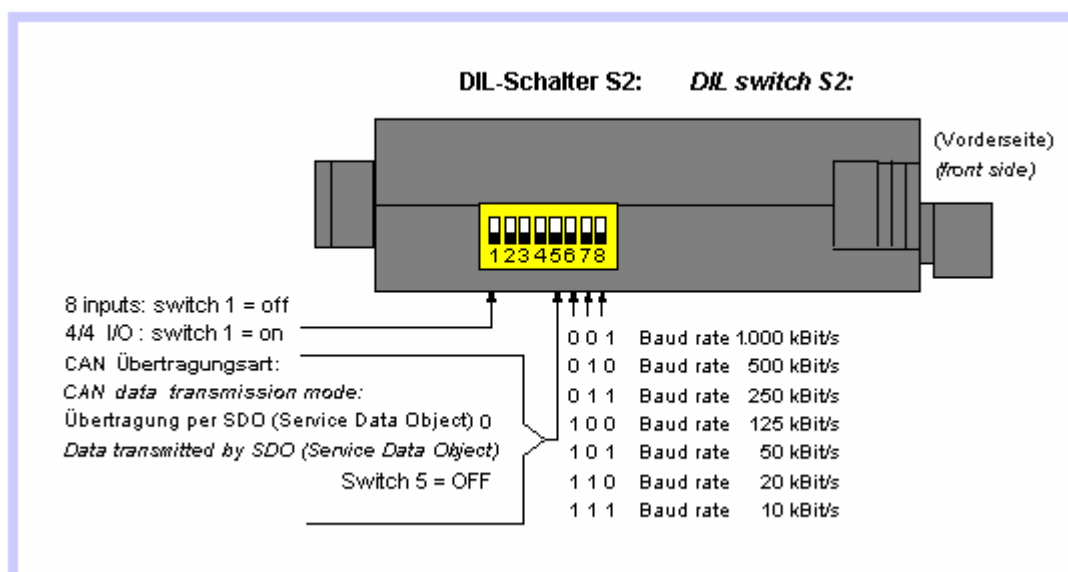 DIL-Schalter S2: DIL switch S2:
(Vorderseite)
(front side)
12345678
8 inputs: switch 1 = off
4/4 I/O : switch 1 = on
CAN Übertragungsart:
CAN data transmission mode:
Übertragung per SDO (Service Data Object) 0
Data transmitted by SDO (Service Data Object)
Switch 5 = OFF
0 0 1 Baud rate 1.000 kBit/s
0 1 0 Baud rate 500 kBit/s
0 1 1 Baud rate 250 kBit/s
1 0 0 Baud rate 125 kBit/s
1 0 1 Baud rate 50 kBit/s
1 1 0 Baud rate 20 kBit/s
1 1 1 Baud rate 10 kBit/s